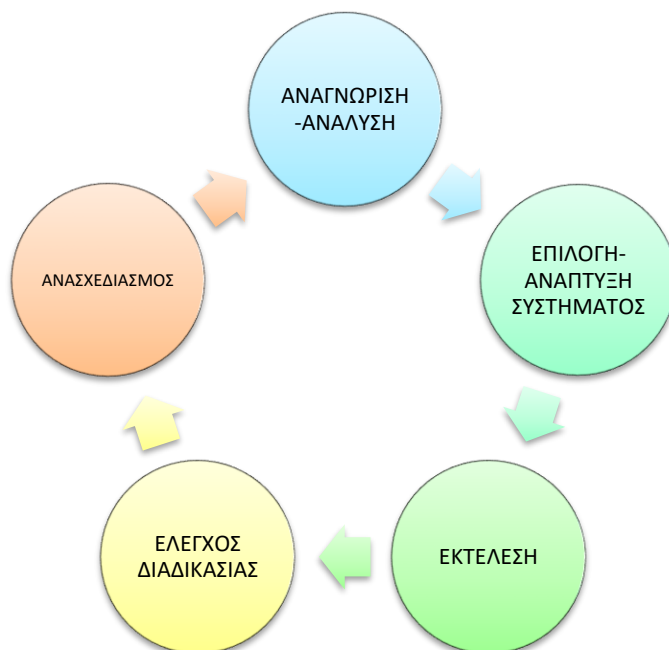 ΑΝΑΓΝΩΡΙΣΗ
-ΑΝΑΛΥΣΗ
ΕΠΙΛΟΓΗ-
ΑΝΑΠΤΥΞΗ
ΣΥΣΤΗΜΑΤΟΣ
ΕΚΤΕΛΕΣΗ
ΕΛΕΓΧΟΣ
ΔΙΑΔΙΚΑΣΙΑΣ
ΑΝΑΣΧΕΔΙΑΣΜΟΣ